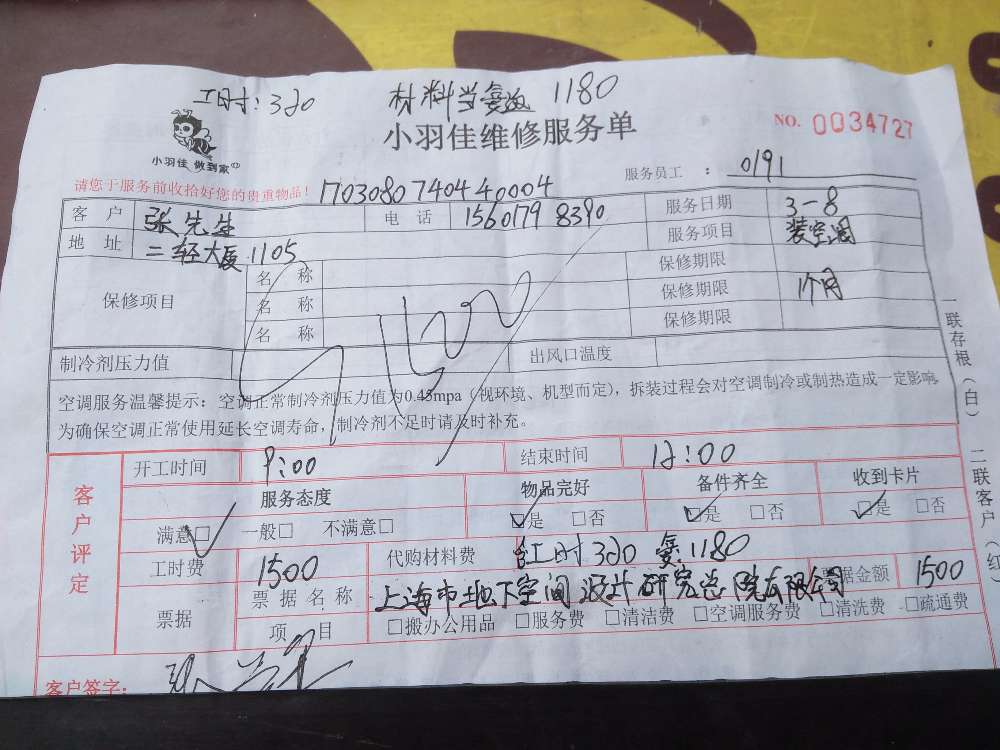 工时:320 材料当面 1180
小羽佳维修服务单
NO. 0034727
小羽佳 做到家
请您于服务前收拾好您的贵重物品!
1703080740440004
服务员工 : 0191
客 户 张先生 电 话 1560179 8390 服务日期 3-8
地 址 二轻大厦1105 服务项目 装空调
保修项目 名 称 保修期限
名 称 保修期限 1个月
名 称 保修期限
制冷剂压力值 出风口温度
空调服务温馨提示:空调正常制冷剂压力值为0.45mpa(视环境、机型而定),拆装过程会对空调制冷或制热造成一定影响
为确保空调正常使用延长空调寿命,制冷剂不足时请及时补充。
一联存根(白) 二联客户(红)
客户评定
开工时间 9:00 结束时间 12:00
服务态度 物品完好 备件齐全 收到卡片
满意□ 一般□ 不满意□ □是 □否 □是 □否 □是 □否
工时费 1500 代购材料费 工时320 1180
票据 票据名称 上海市地下空间设计研究总院有限公司 票据金额 1500
项 目 □搬办公用品 □服务费 □清洁费 □空调服务费 □清洗费 □疏通费
客户签字: